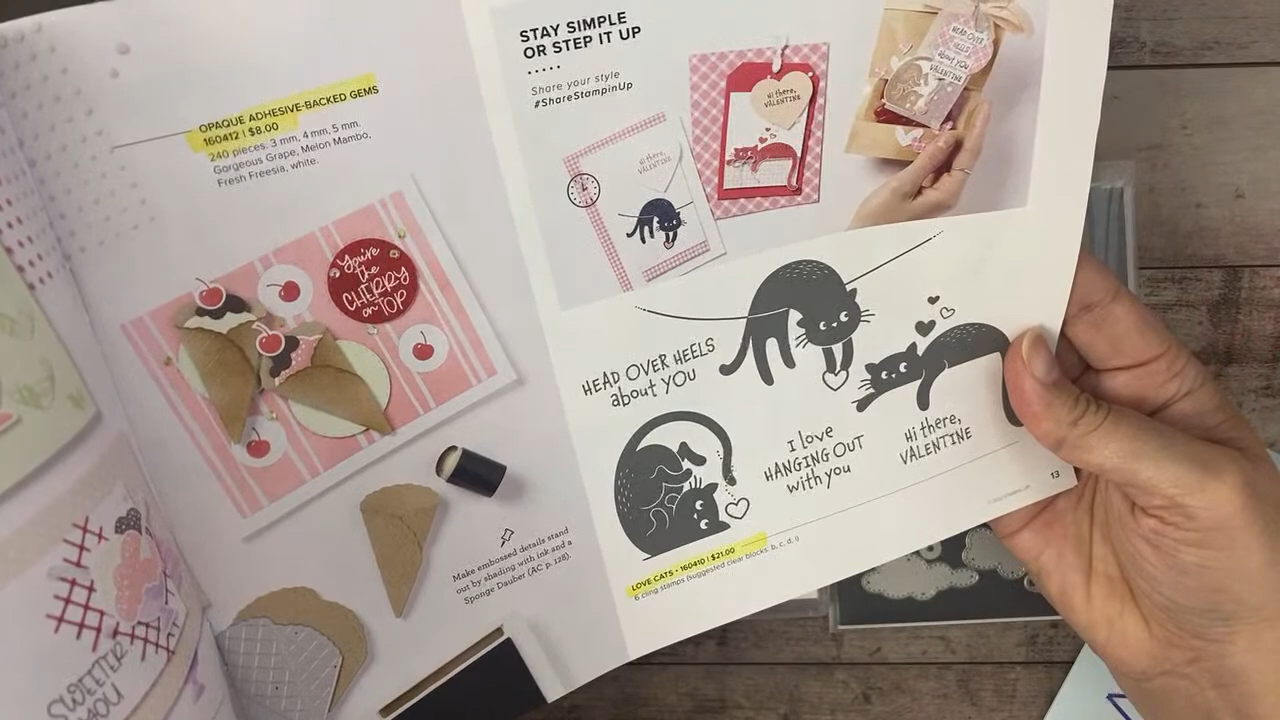 OPAQUE ADHESIVE-BACKED GEMS
160412 | $8.00
240 pieces. 3 mm, 4 mm, 5 mm.
Gorgeous Grape, Melon Mambo,
Fresh Freesia, white.
You're
the
CHERRY
on TOP
Make embossed details stand
out by shading with ink and a
Sponge Dauber (AC p. 128).
SWEETER
YOU
STAY SIMPLE
OR STEP IT UP
Share your style
#ShareStampinUp
hi there,
VALENTINE
Hi there,
VALENTINE
HEAD OVER
HEELS
about YOU
VALENTINE
HEAD OVER HEELS
about YOU
I love
HANGING OUT
with you
Hi there,
VALENTINE
LOVE CATS • 160410 | $21.00
6 cling stamps (suggested clear blocks: b, c, d, i)
13